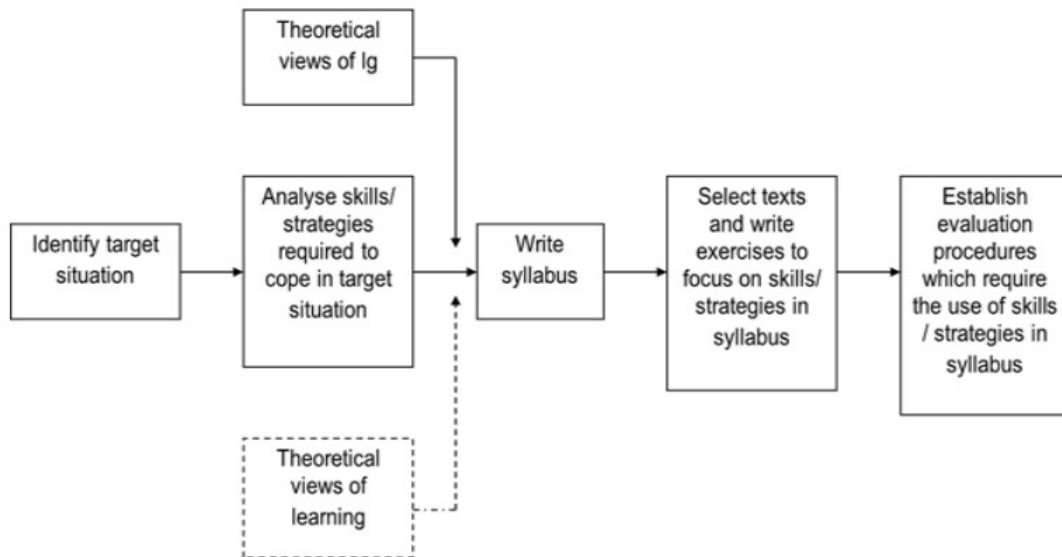 Theoretical
views of lg
Identify target
situation
Analyse skills/
strategies
required to
cope in target
situation
Write
syllabus
Select texts
and write
exercises to
focus on skills/
strategies in
syllabus
Establish
evaluation
procedures
which require
the use of skills
/ strategies in
syllabus
Theoretical
views of
learning